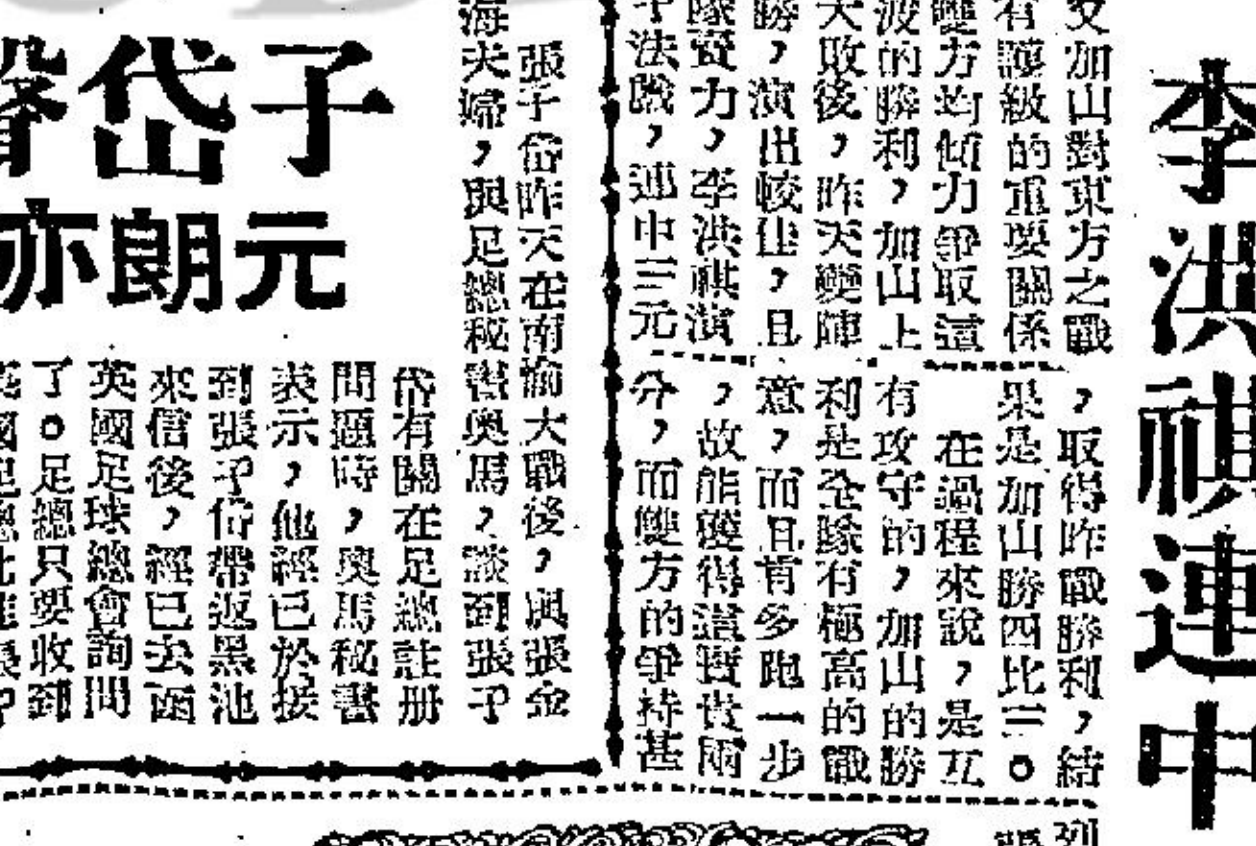 李洪祺連中
又加山對東方之戰
有護級的重要關係
雙方均傾力爭取這
波的勝利，加山上
天敗後，昨天變陣
勝，演出較佳，且
隊賣力，李洪祺演
子法戲，連中三元
，取得昨戰勝利，結
果是加山勝四比三。
在過程來說，是互
有攻守的，加山的勝
利是全隊有極高的戰
意，而且肯多跑一步
，故能獲得這寶貴兩
分，而雙方的爭持甚
子岱
元朗亦
張子岱昨天在南愉大戰後，與張金
海夫婦，與足總秘書奧馬，談到張子
岱有關在足總註册
問題時，奧馬秘書
表示，他經已於接
到張子岱帶返黑池
來信後，經已去函
英國足球總會詢問
了。足總只要收到